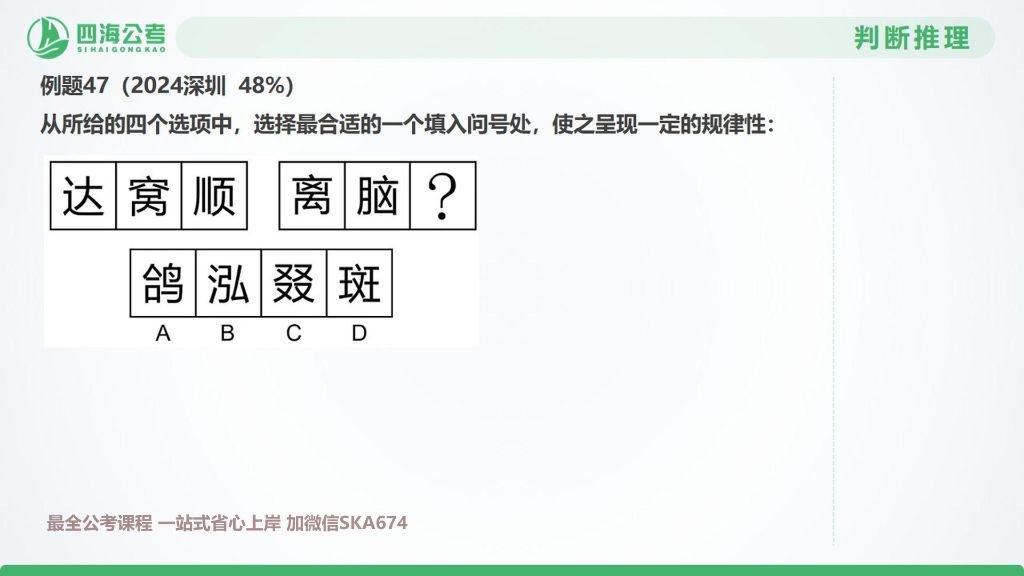 四海公考
SIHAIGONGKAO
判断推理
例题47（2024深圳 48%）
从所给的四个选项中，选择最合适的一个填入问号处，使之呈现一定的规律性：
达 窝 顺 离 脑 ?
鸽 泓 叕 斑
A B C D
最全公考课程 一站式省心上岸 加微信SKA674